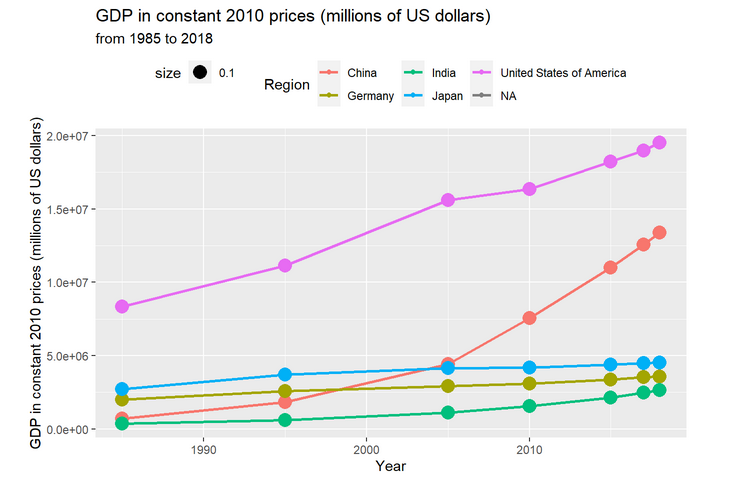 GDP in constant 2010 prices (millions of US dollars)
from 1985 to 2018
size 0.1
Region
China India United States of America
Germany Japan NA
GDP in constant 2010 prices (millions of US dollars)
2.0e+07
1.5e+07
1.0e+07
5.0e+06
0.0e+00
1990 2000 2010
Year